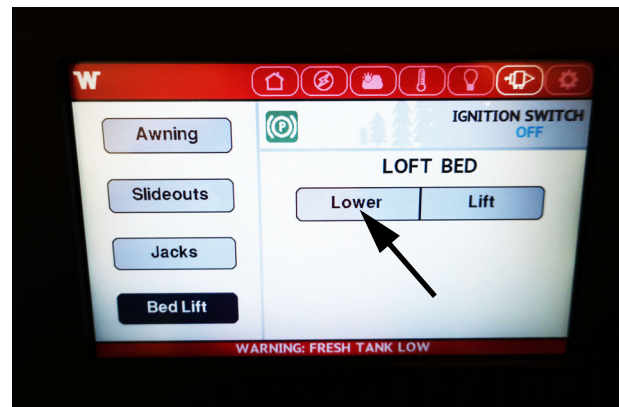 W
Awning
Slideouts
Jacks
Bed Lift
(P)
IGNITION SWITCH
OFF
LOFT BED
Lower
Lift
WARNING: FRESH TANK LOW